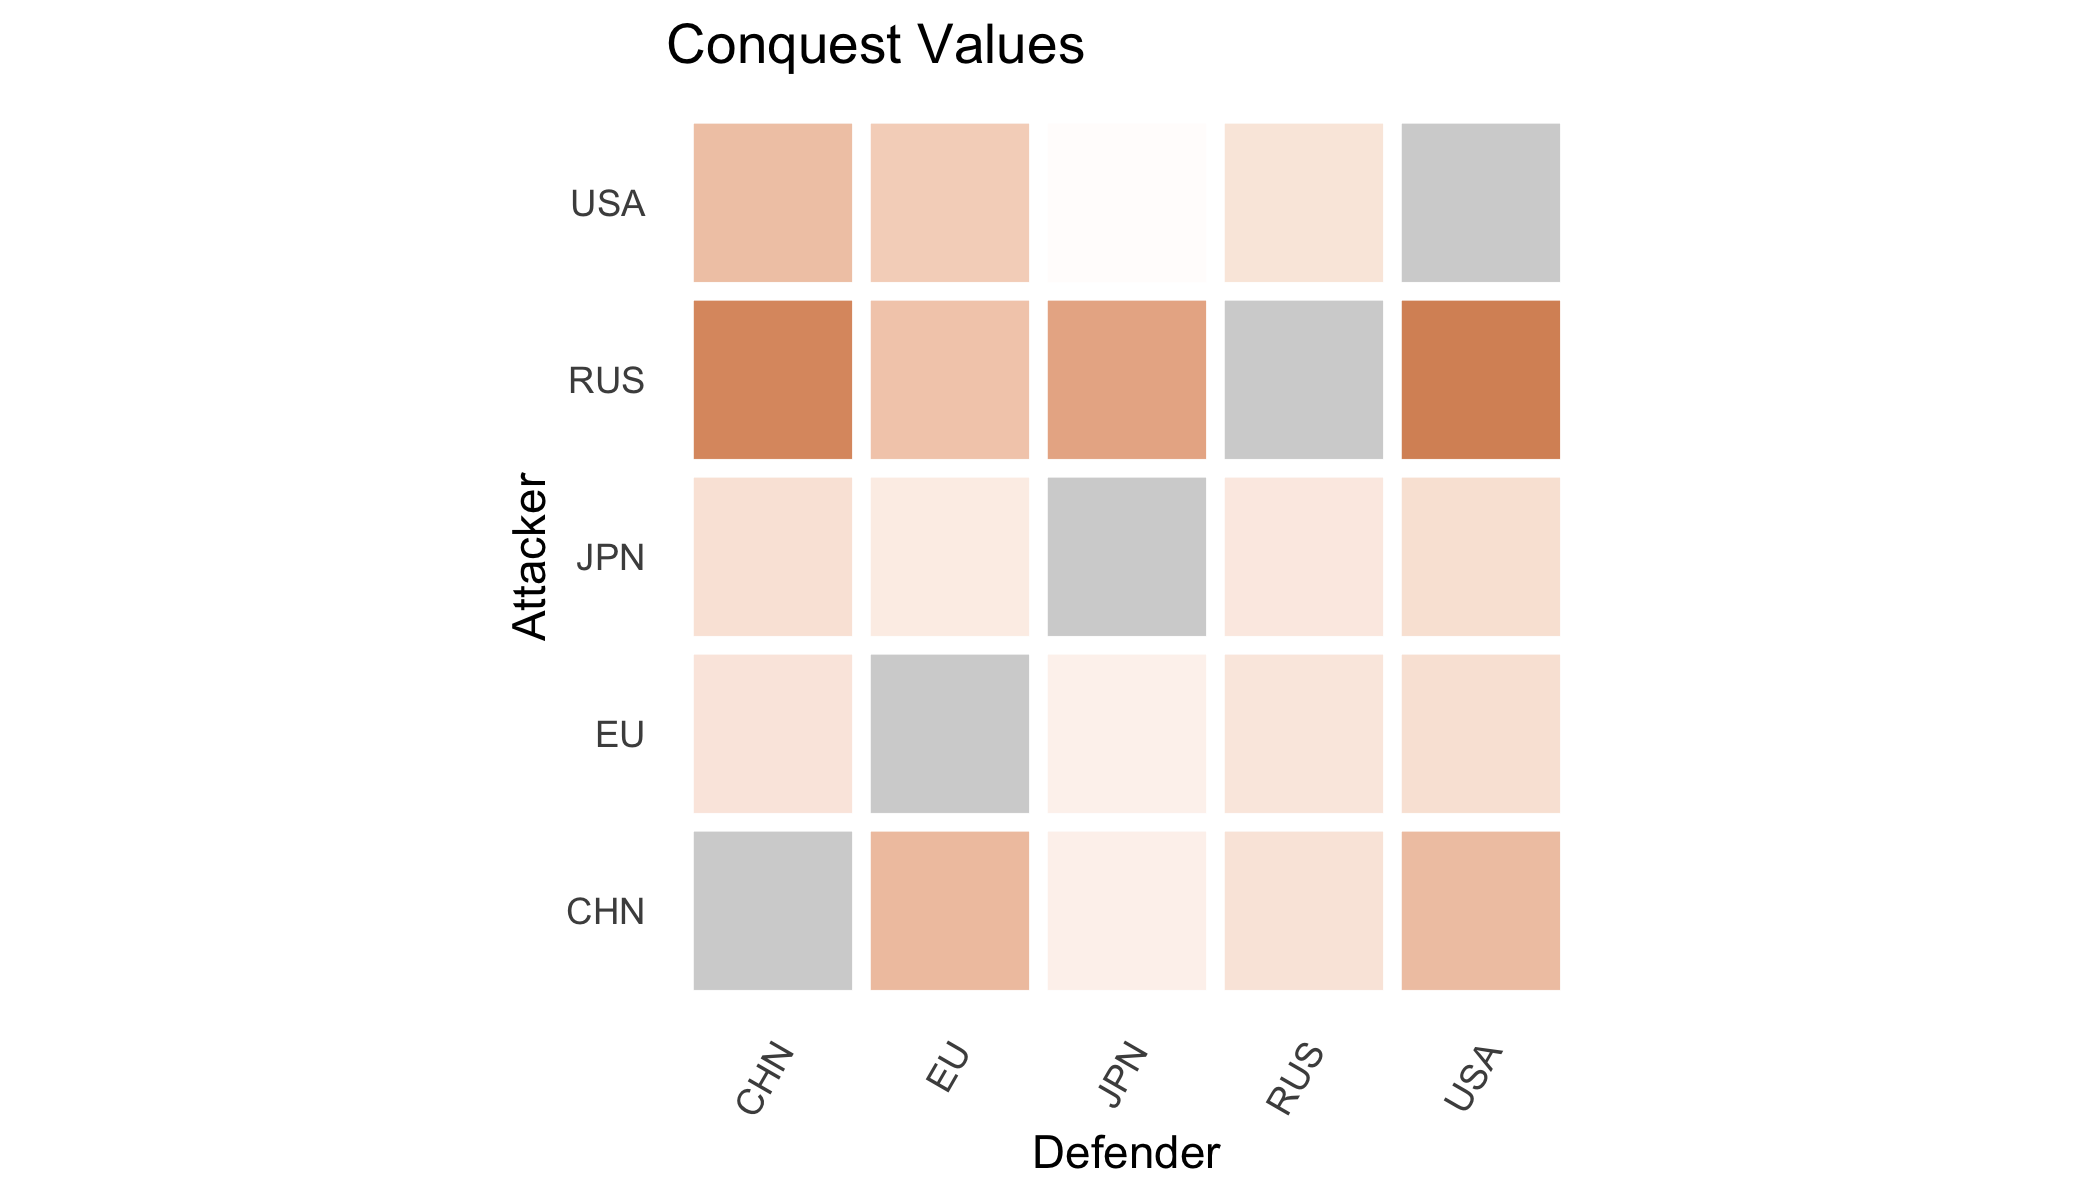 Conquest Values
USA
RUS
JPN
EU
CHN
Attacker
CHN
EU
JPN
RUS
USA
Defender